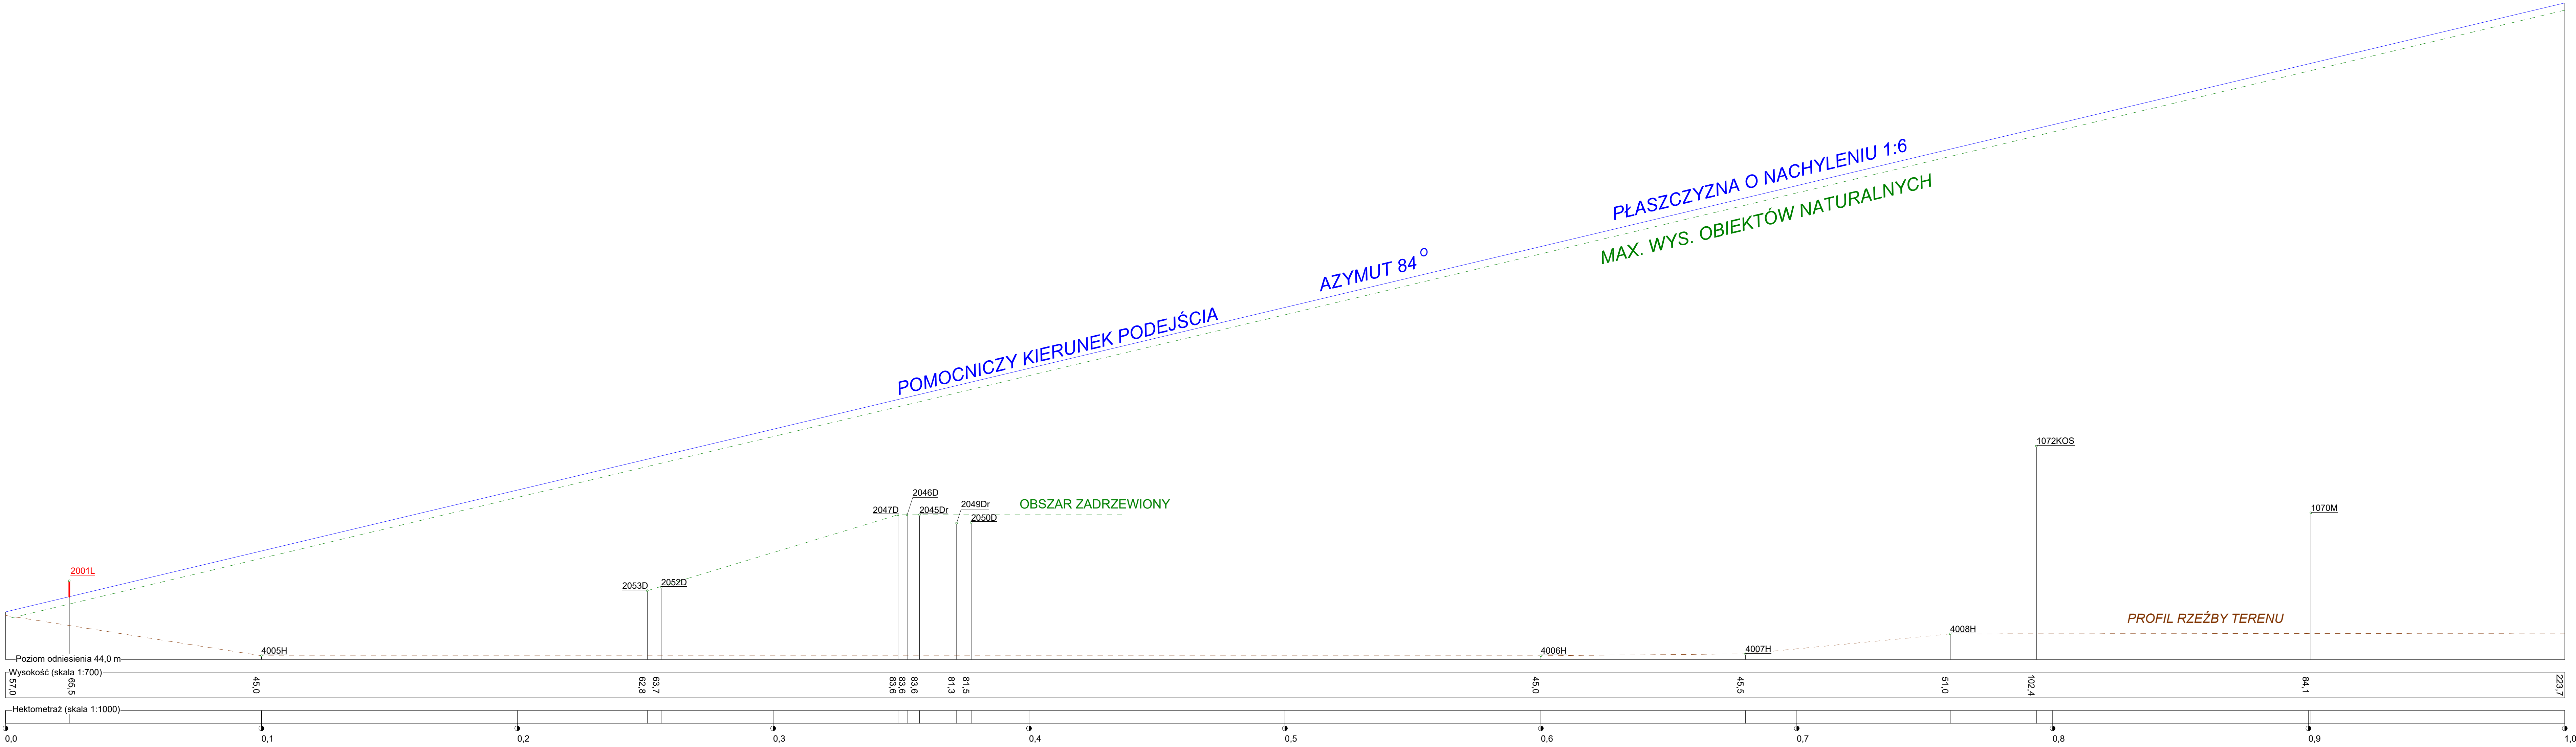 PŁASZCZYZNA O NACHYLENIU 1:6
MAX. WYS. OBIEKTÓW NATURALNYCH
AZYMUT 84 O
POMOCNICZY KIERUNEK PODEJŚCIA
1072KOS
2046D
2047D
2045Dr
2049Dr
2050D
OBSZAR ZADRZEWIONY
1070M
2001L
2053D
2052D
PROFIL RZEŹBY TERENU
4008H
4005H
4006H
4007H
Poziom odniesienia 44,0 m
Wysokość (skala 1:700)
57,0 65,5 45,0 62,8 63,7 83,6 83,6 83,6 81,3 81,5 45,0 45,5 51,0 102,4 84,1 223,7
Hektometraż (skala 1:1000)
0,0 0,1 0,2 0,3 0,4 0,5 0,6 0,7 0,8 0,9 1,0